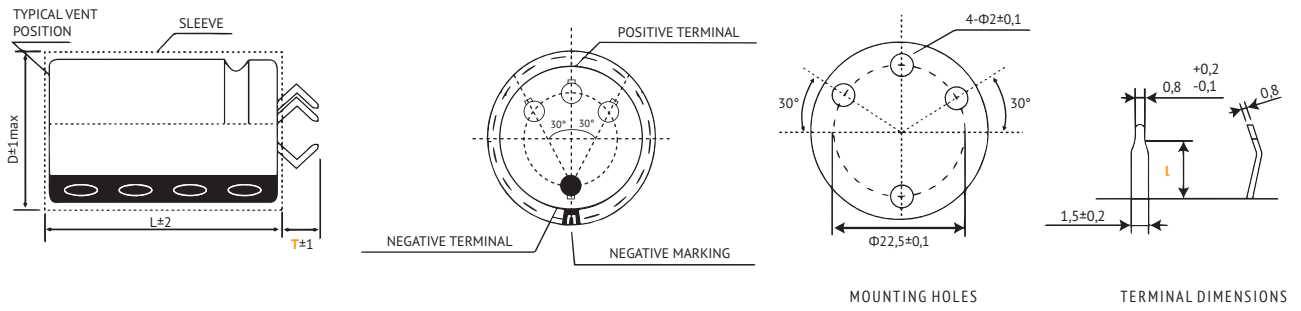 TYPICAL VENT
POSITION
SLEEVE
D±1max
L±2
T±1
POSITIVE TERMINAL
30° 30°
NEGATIVE TERMINAL
NEGATIVE MARKING
4-Φ2±0,1
30°
30°
Φ22,5±0,1
MOUNTING HOLES
+0,2
0,8 -0,1
0,8
l
1,5±0,2
TERMINAL DIMENSIONS